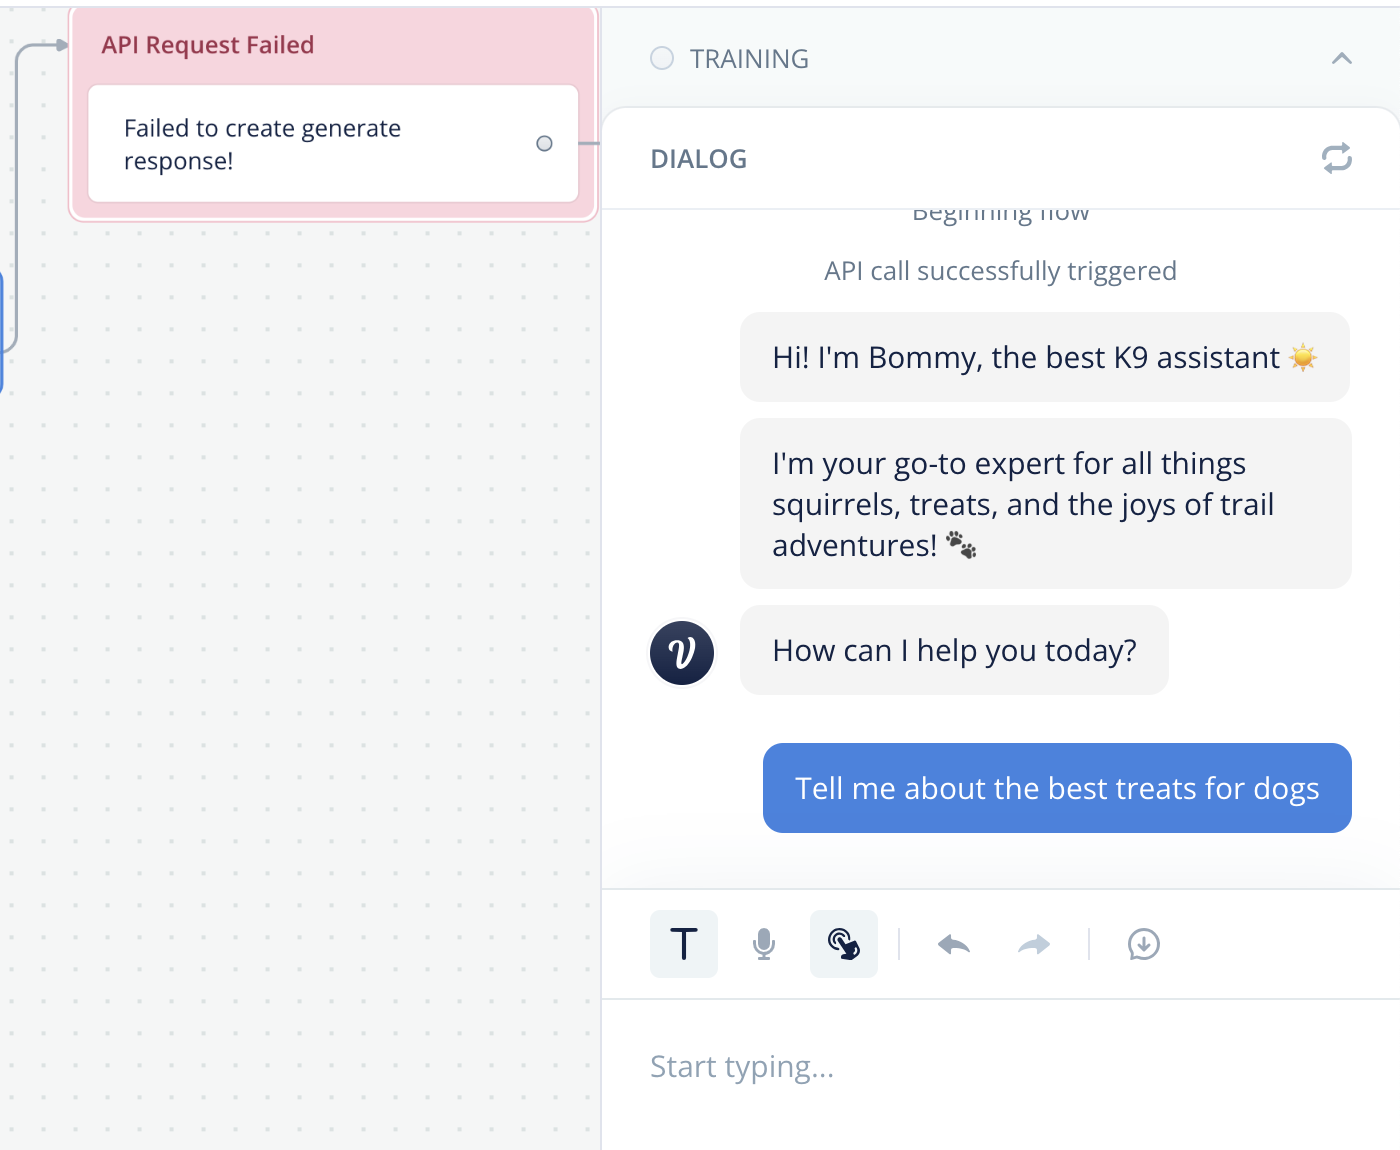 API Request Failed
Failed to create generate
response!
TRAINING
DIALOG
Beginning flow
API call successfully triggered
Hi! I'm Bommy, the best K9 assistant ☀️
I'm your go-to expert for all things
squirrels, treats, and the joys of trail
adventures! 🐾
How can I help you today?
Tell me about the best treats for dogs
Start typing...